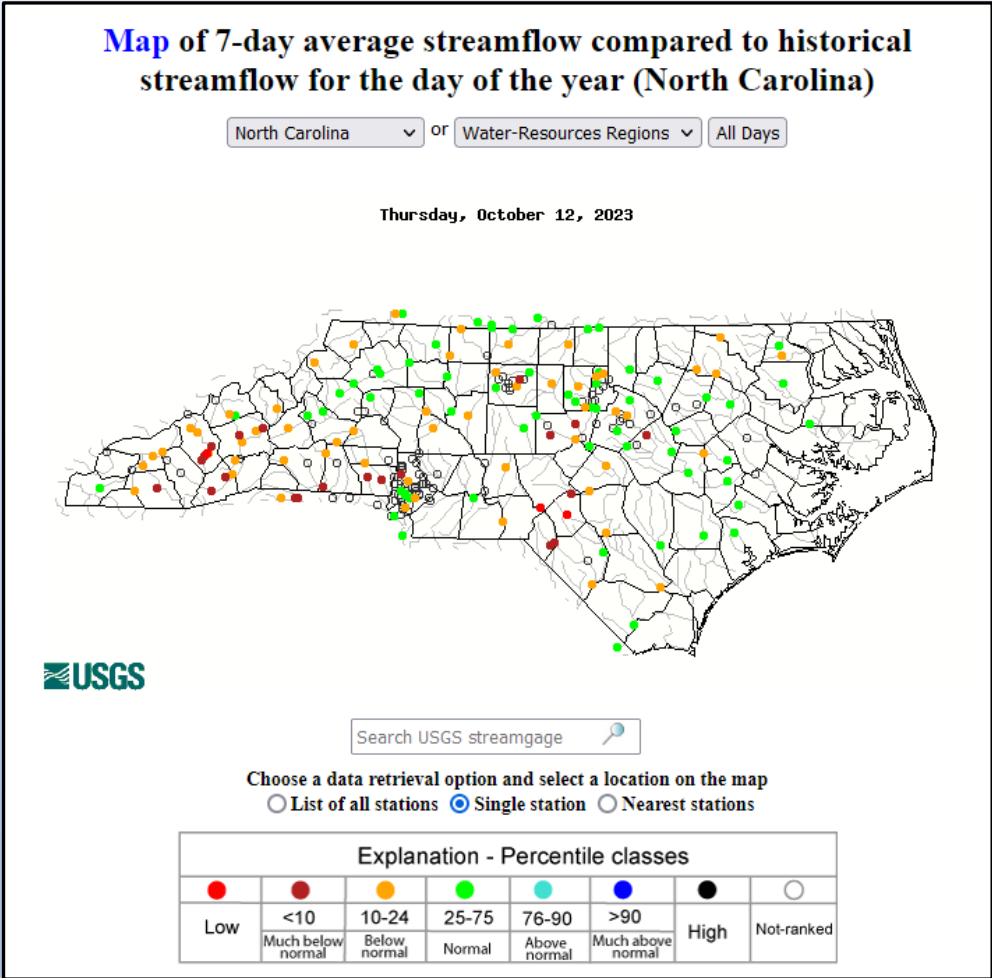 Map of 7-day average streamflow compared to historical
streamflow for the day of the year (North Carolina)
North Carolina or Water-Resources Regions All Days
Thursday, October 12, 2023
USGS
Search USGS streamgage
Choose a data retrieval option and select a location on the map
List of all stations Single station Nearest stations
Explanation - Percentile classes
Low <10 10-24 25-75 76-90 >90 High Not-ranked
Much below normal Below normal Normal Above normal Much above normal